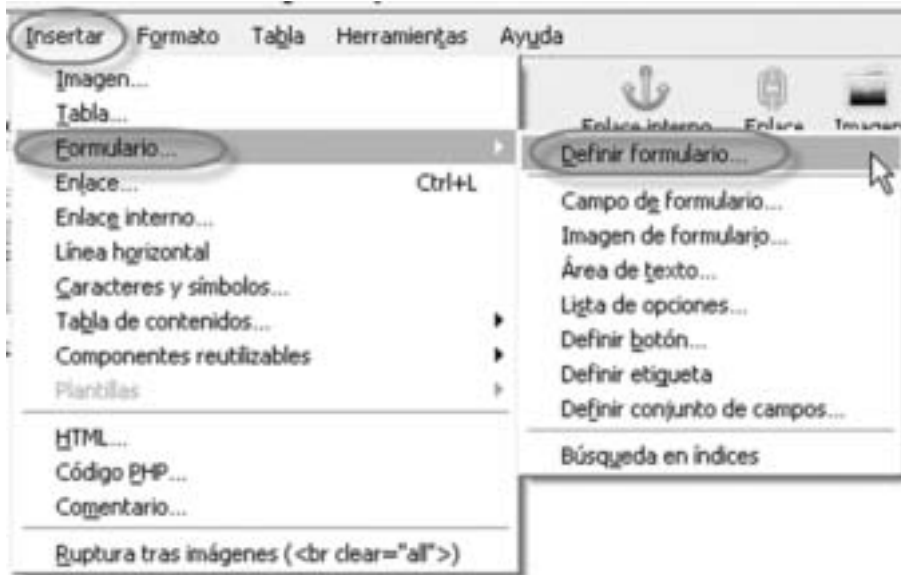 Insertar Formato Tabla Herramientas Ayuda
Imagen...
Tabla...
Formulario...
Enlace... Ctrl+L
Enlace interno...
Línea horizontal
Caracteres y símbolos...
Tabla de contenidos...
Componentes reutilizables
Plantillas
HTML...
Código PHP...
Comentario...
Ruptura tras imágenes (<br clear="all">)
Enlace interno Enlace Imagen
Definir formulario...
Campo de formulario...
Imagen de formulario...
Área de texto...
Lista de opciones...
Definir botón...
Definir etiqueta
Definir conjunto de campos...
Búsqueda en índices